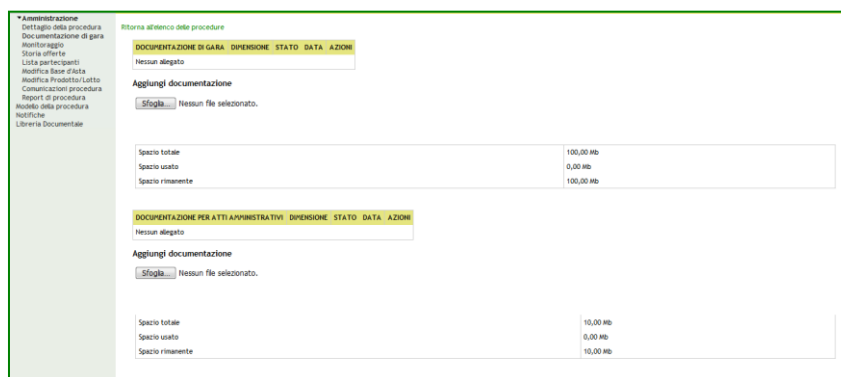 Amministrazione
Dettaglio della procedura
Documentazione di gara
Monitoraggio
Storia offerte
Lista partecipanti
Modifica Base d'Asta
Modifica Prodotto/Lotto
Comunicazioni procedura
Report di procedura
Modello della procedura
Notifiche
Libreria Documentale
Ritorna all'elenco delle procedure
DOCUMENTAZIONE DI GARA DIMENSIONE STATO DATA AZIONI
Nessun allegato
Aggiungi documentazione
Sfoglia... Nessun file selezionato.
Spazio totale 100,00 Mb
Spazio usato 0,00 Mb
Spazio rimanente 100,00 Mb
DOCUMENTAZIONE PER ATTI AMMINISTRATIVI DIMENSIONE STATO DATA AZIONI
Nessun allegato
Aggiungi documentazione
Sfoglia... Nessun file selezionato.
Spazio totale 10,00 Mb
Spazio usato 0,00 Mb
Spazio rimanente 10,00 Mb